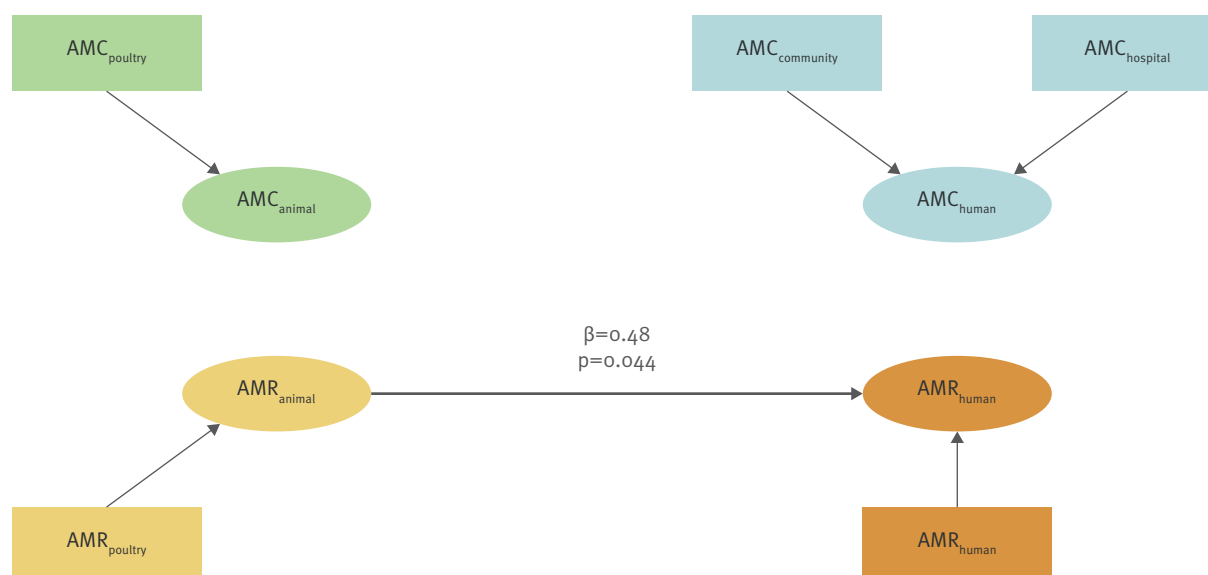 AMCpoultry
AMCcommunity
AMChospital
AMCanimal
AMChuman
β=0.48
p=0.044
AMRanimal
AMRhuman
AMRpoultry
AMRhuman